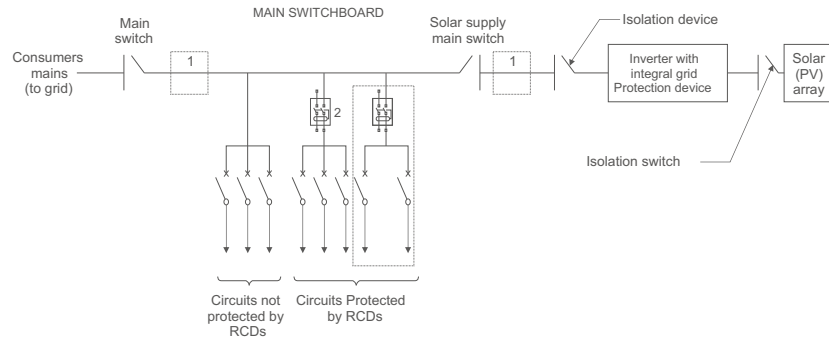 MAIN SWITCHBOARD
Main
switch
Solar supply
main switch
Isolation device
Consumers
mains
(to grid)
1
1
Inverter with
integral grid
Protection device
Solar
(PV)
array
2
Isolation switch
Circuits not
protected by
RCDs
Circuits Protected
by RCDs